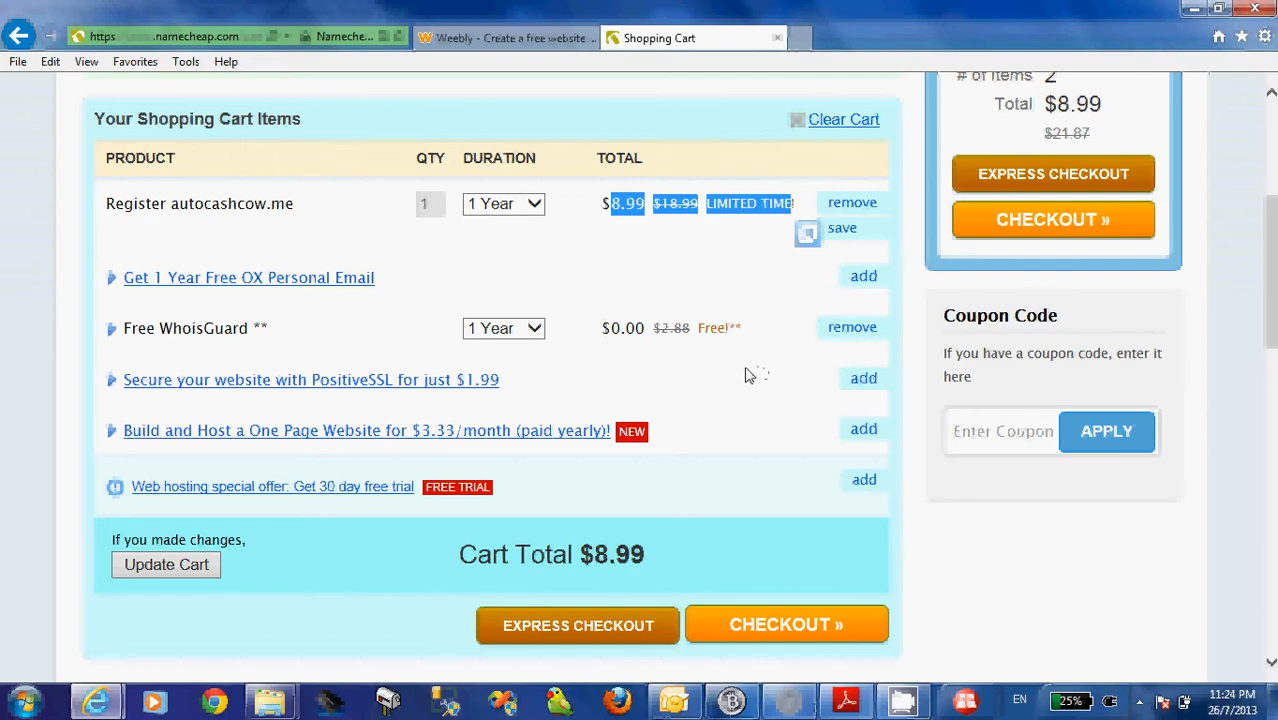 https .namecheap.com Nameche...
Weebly - Create a free website ...
Shopping Cart
File Edit View Favorites Tools Help
Your Shopping Cart Items
Clear Cart
PRODUCT QTY DURATION TOTAL
Register autocashcow.me 1 1 Year $8.99 $18.99 LIMITED TIME! remove
save
Get 1 Year Free OX Personal Email add
Free WhoisGuard ** 1 Year $0.00 $2.88 Free!** remove
Secure your website with PositiveSSL for just $1.99 add
Build and Host a One Page Website for $3.33/month (paid yearly)! NEW add
Web hosting special offer: Get 30 day free trial FREE TRIAL add
If you made changes,
Update Cart
Cart Total $8.99
EXPRESS CHECKOUT CHECKOUT »
# of Items 2
Total $8.99
$21.87
EXPRESS CHECKOUT
CHECKOUT »
Coupon Code
If you have a coupon code, enter it
here
Enter Coupon APPLY
EN 25% 11:24 PM
26/7/2013